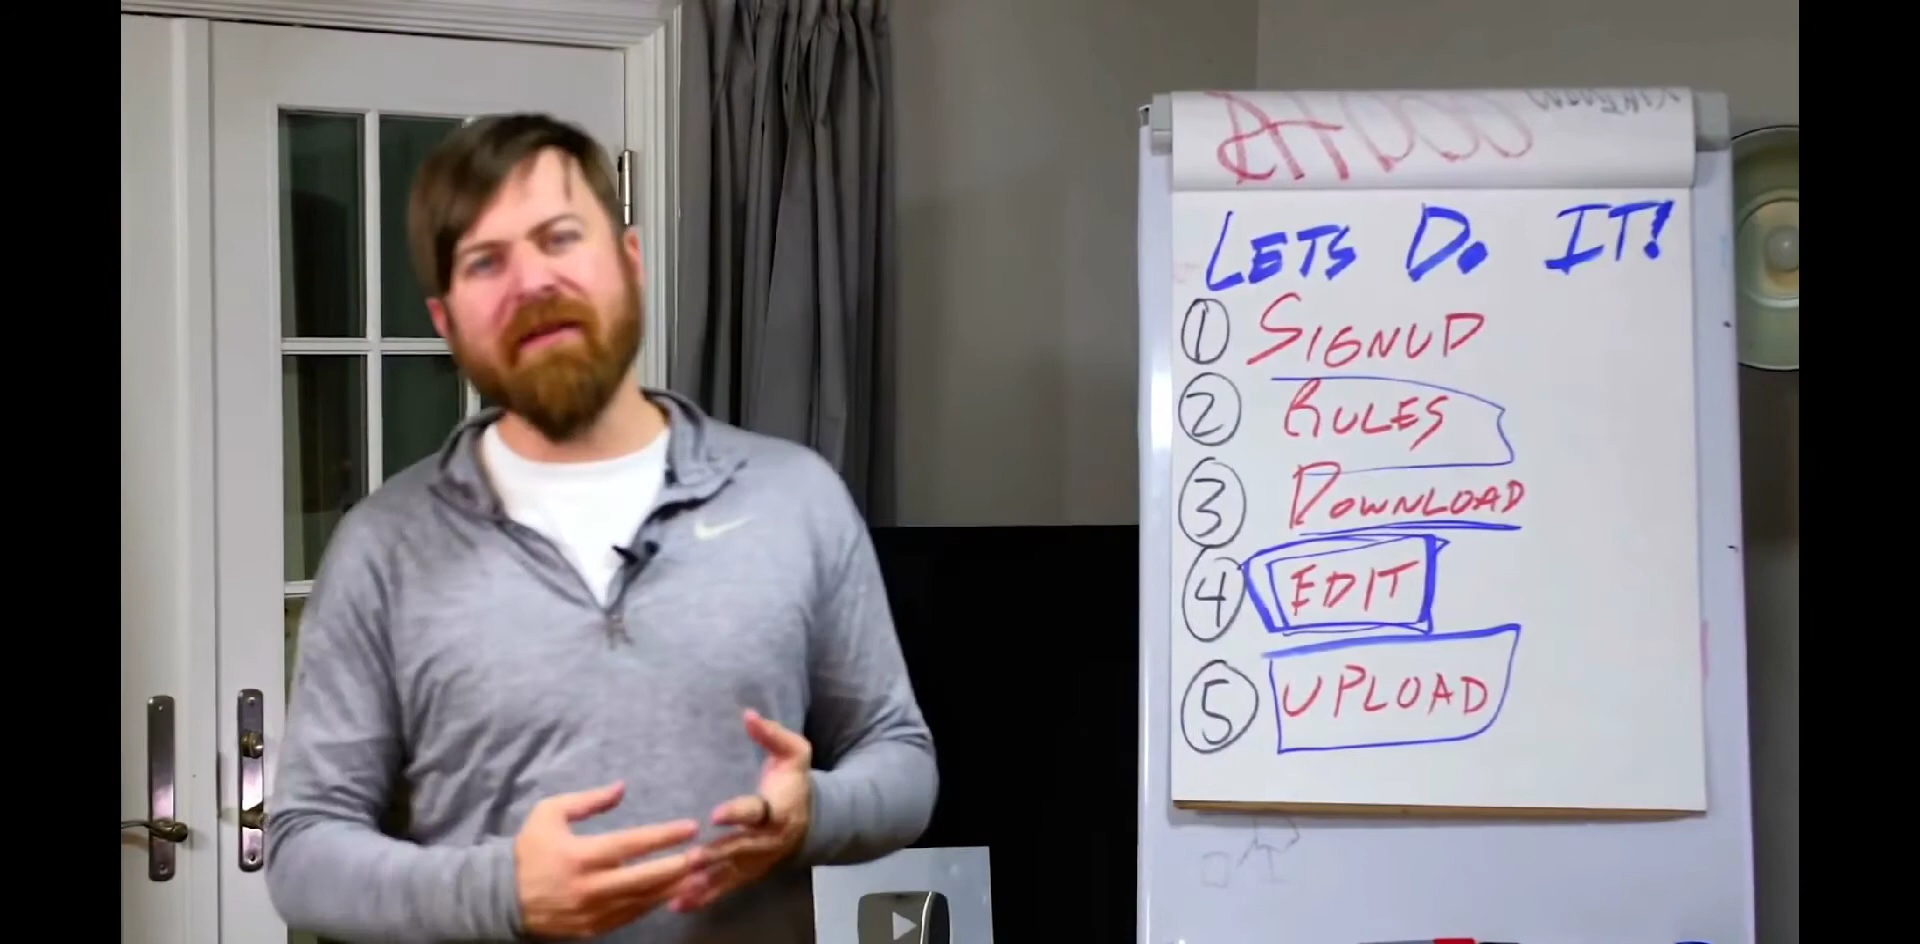 LETS DO IT!
1 SIGNUP
2 RULES
3 DOWNLOAD
4 EDIT
5 UPLOAD